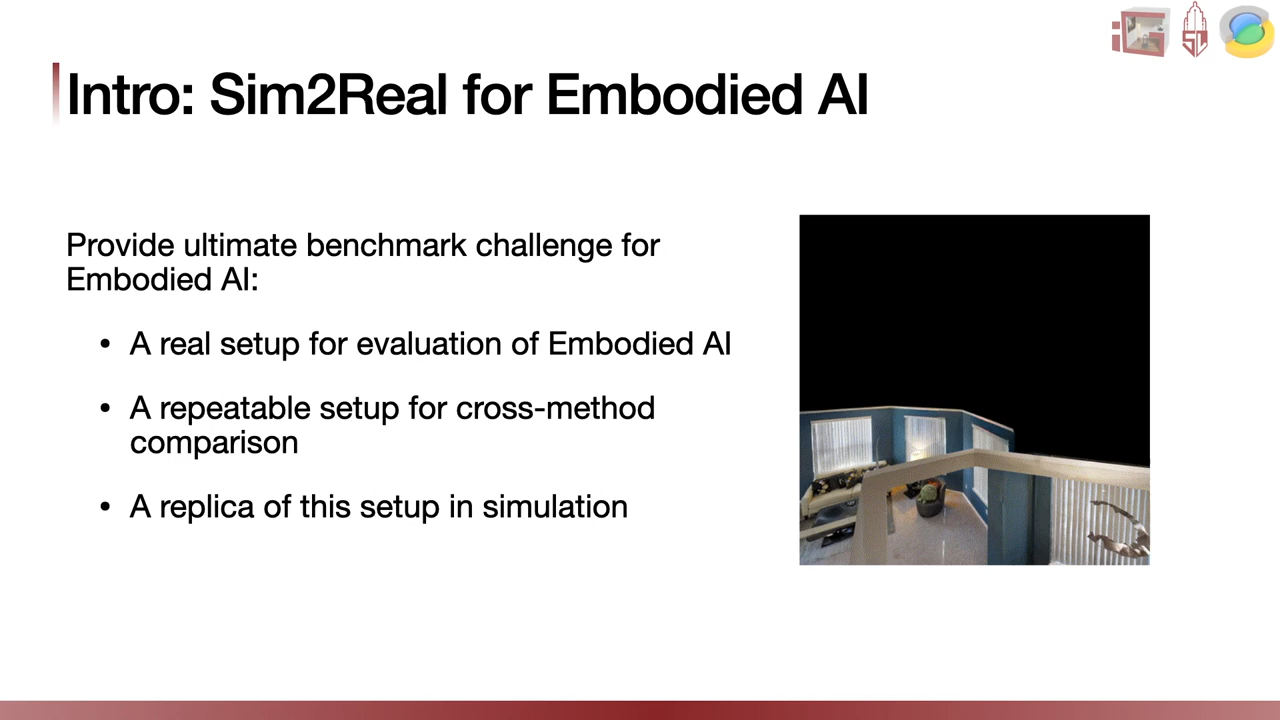 Intro: Sim2Real for Embodied AI
Provide ultimate benchmark challenge for
Embodied AI:
• A real setup for evaluation of Embodied AI
• A repeatable setup for cross-method
comparison
• A replica of this setup in simulation